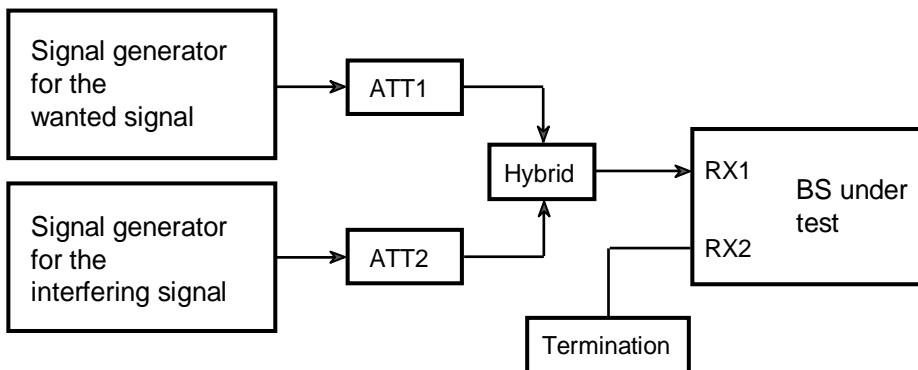 Signal generator
for the
wanted signal
ATT1
Hybrid
RX1
BS under
test
RX2
Signal generator
for the
interfering signal
ATT2
Termination